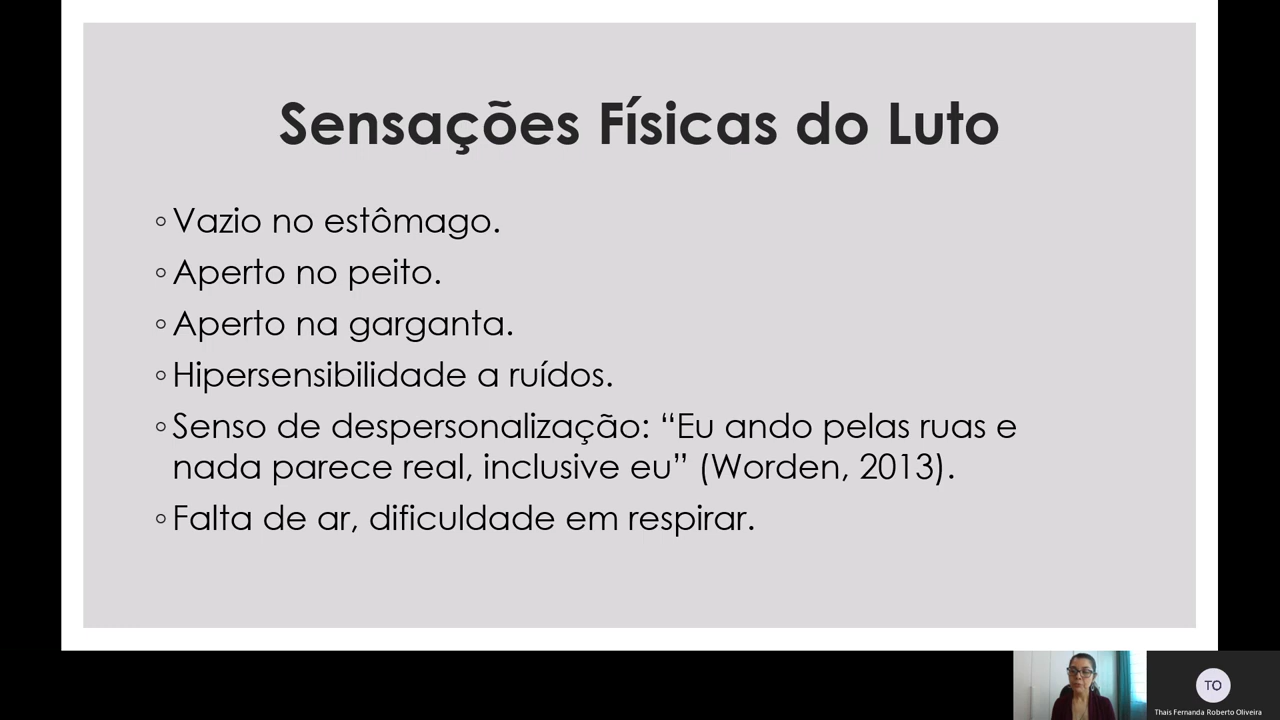 Sensações Físicas do Luto
◦Vazio no estômago.
◦Aperto no peito.
◦Aperto na garganta.
◦Hipersensibilidade a ruídos.
◦Senso de despersonalização: “Eu ando pelas ruas e
nada parece real, inclusive eu” (Worden, 2013).
◦Falta de ar, dificuldade em respirar.
TO
Thais Fernanda Roberto Oliveira